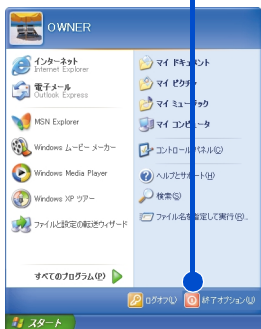 OWNER
インターネット
Internet Explorer
電子メール
Outlook Express
MSN Explorer
Windows ムービー メーカー
Windows Media Player
Windows XP ツアー
ファイルと設定の転送ウィザード
すべてのプログラム(P)
マイ ドキュメント
マイ ピクチャ
マイ ミュージック
マイ コンピュータ
コントロール パネル(C)
ヘルプとサポート(H)
検索(S)
ファイル名を指定して実行(R)...
ログオフ(L)
終了オプション(U)
スタート